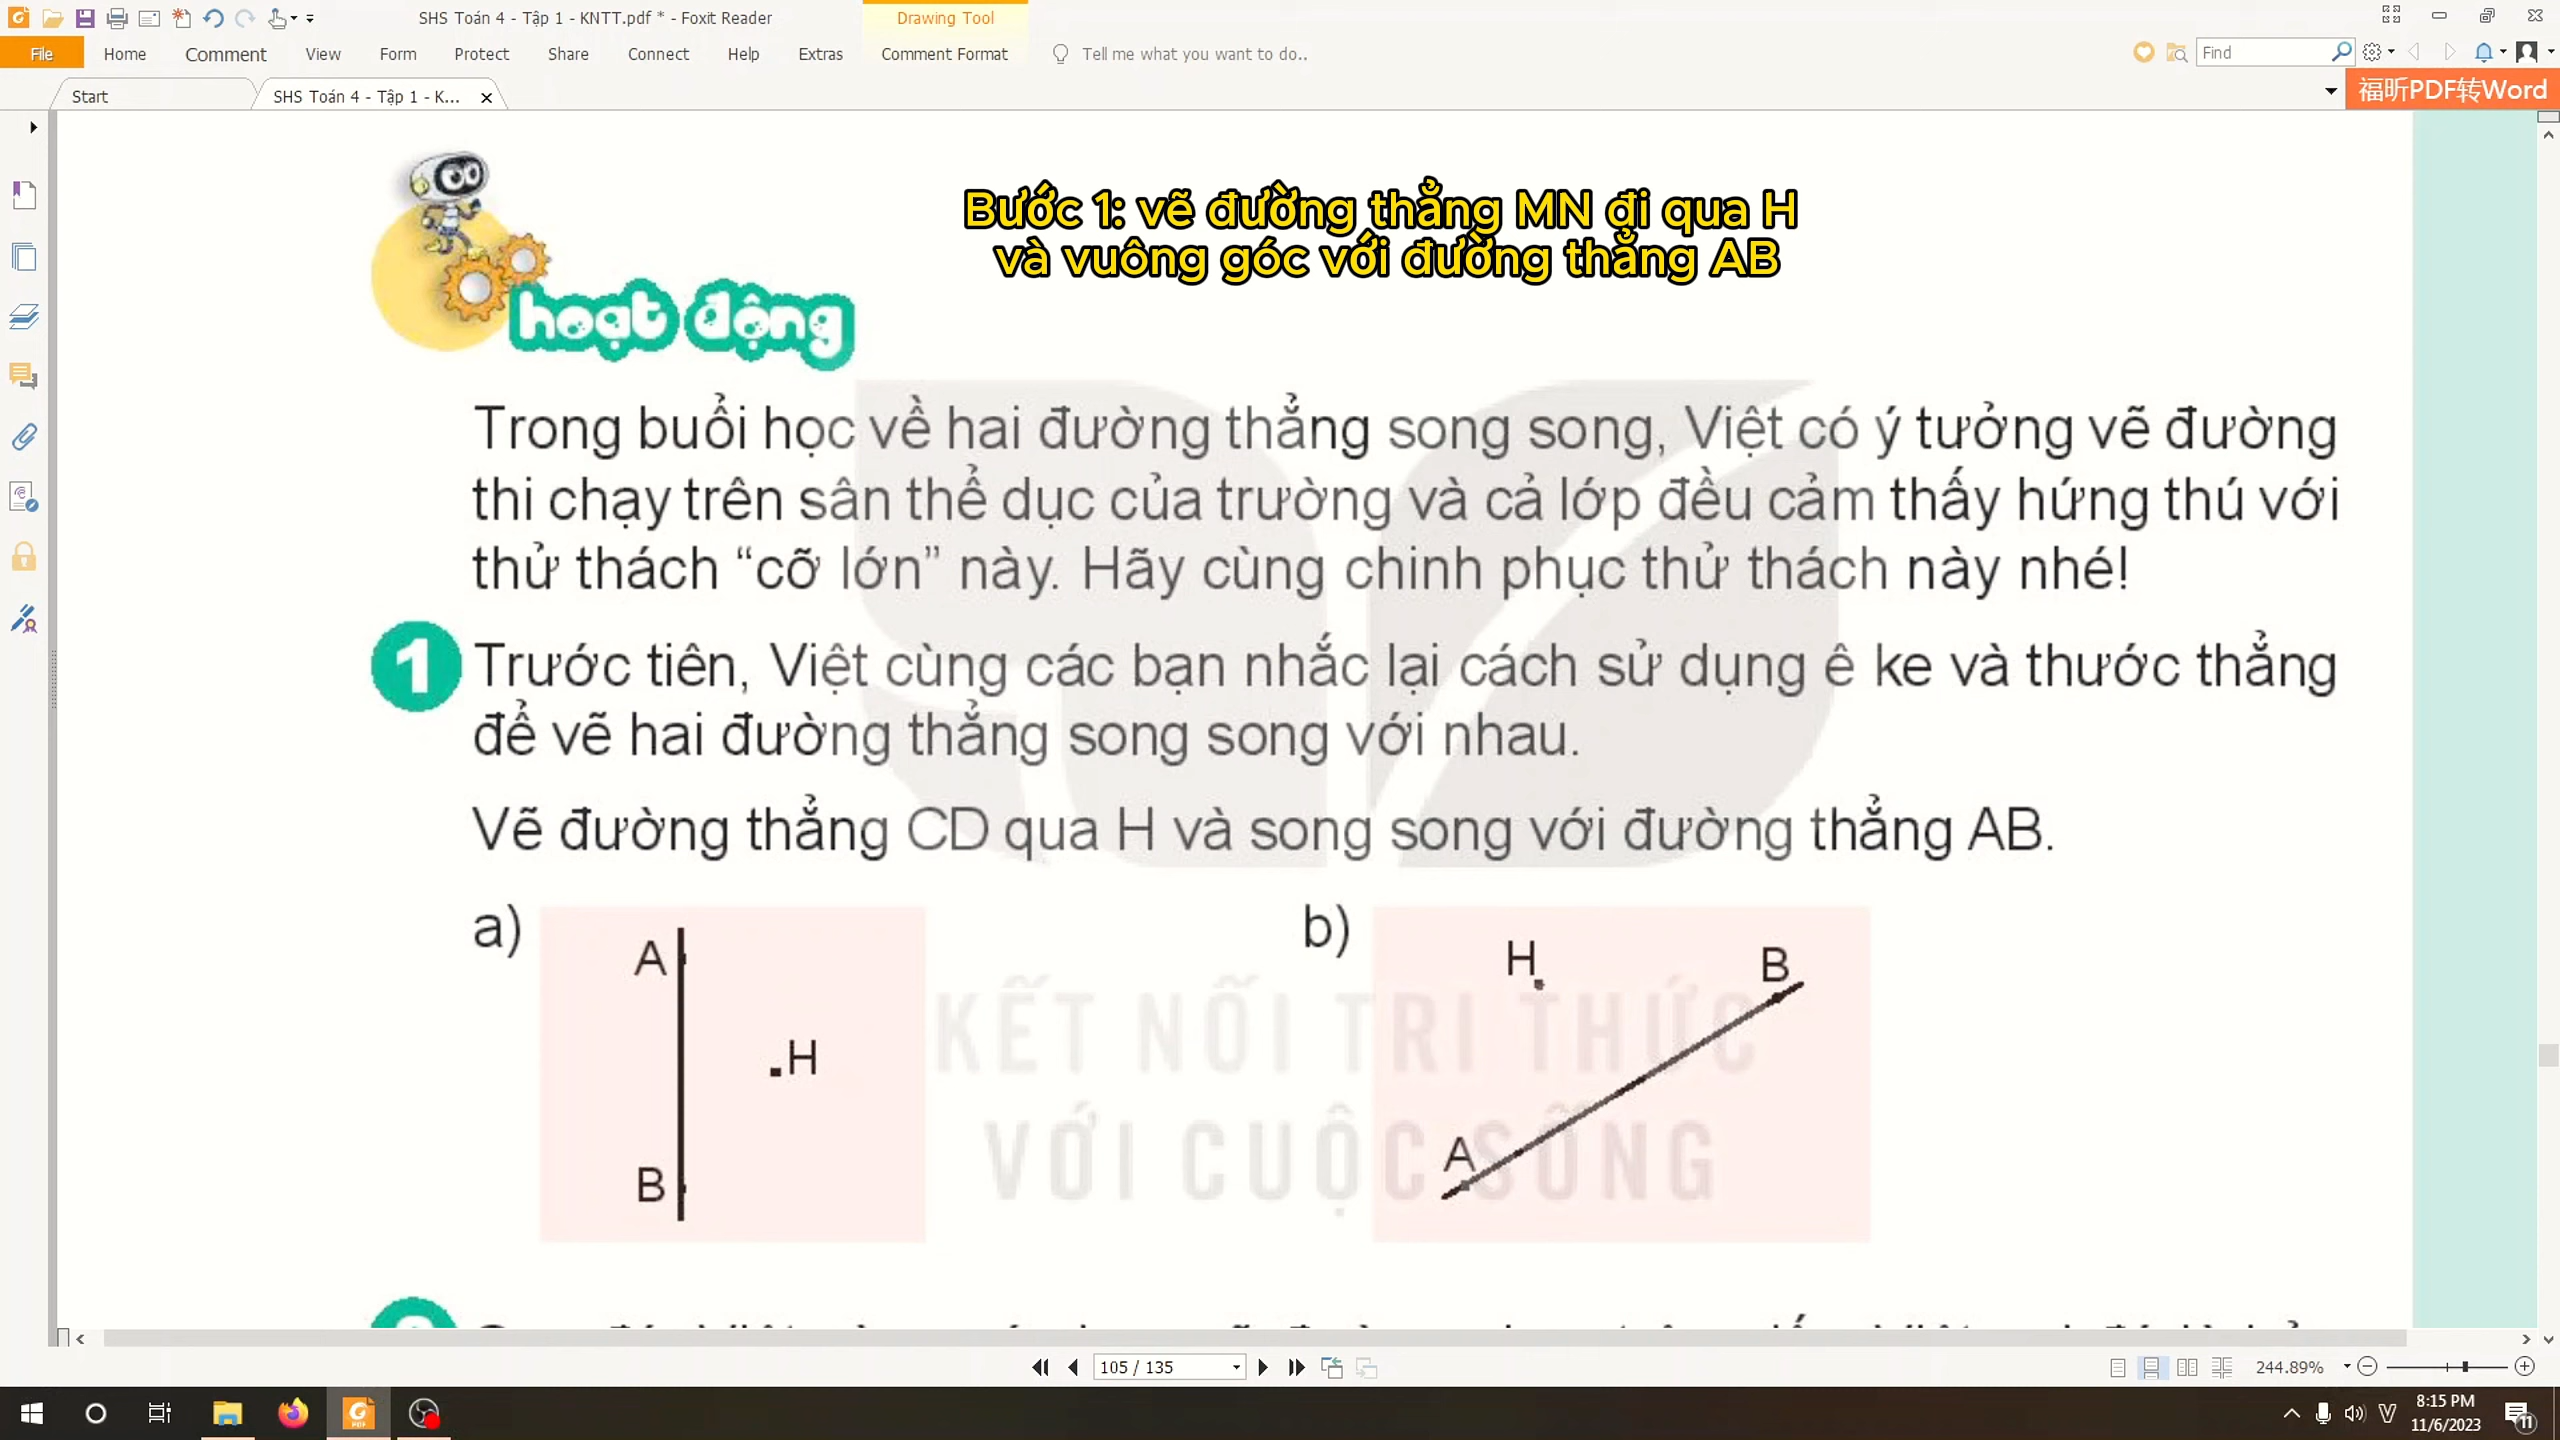 SHS Toán 4 - Tập 1 - KNTT.pdf * - Foxit Reader
Drawing Tool
File
Home
Comment
View
Form
Protect
Share
Connect
Help
Extras
Comment Format
Tell me what you want to do..
Find
Start
SHS Toán 4 - Tập 1 - K...
福昕PDF转Word
Bước 1: vẽ đường thẳng MN đi qua H
và vuông góc với đường thẳng AB
hoạt động
Trong buổi học về hai đường thẳng song song, Việt có ý tưởng vẽ đường
thi chạy trên sân thể dục của trường và cả lớp đều cảm thấy hứng thú với
thử thách “cỡ lớn” này. Hãy cùng chinh phục thử thách này nhé!
1 Trước tiên, Việt cùng các bạn nhắc lại cách sử dụng ê ke và thước thẳng
để vẽ hai đường thẳng song song với nhau.
Vẽ đường thẳng CD qua H và song song với đường thẳng AB.
a)
A
H
B
b)
H
B
A
KẾT NỐI TRI THỨC
VỚI CUỘC SỐNG
105 / 135
244.89%
8:15 PM
11/6/2023
11